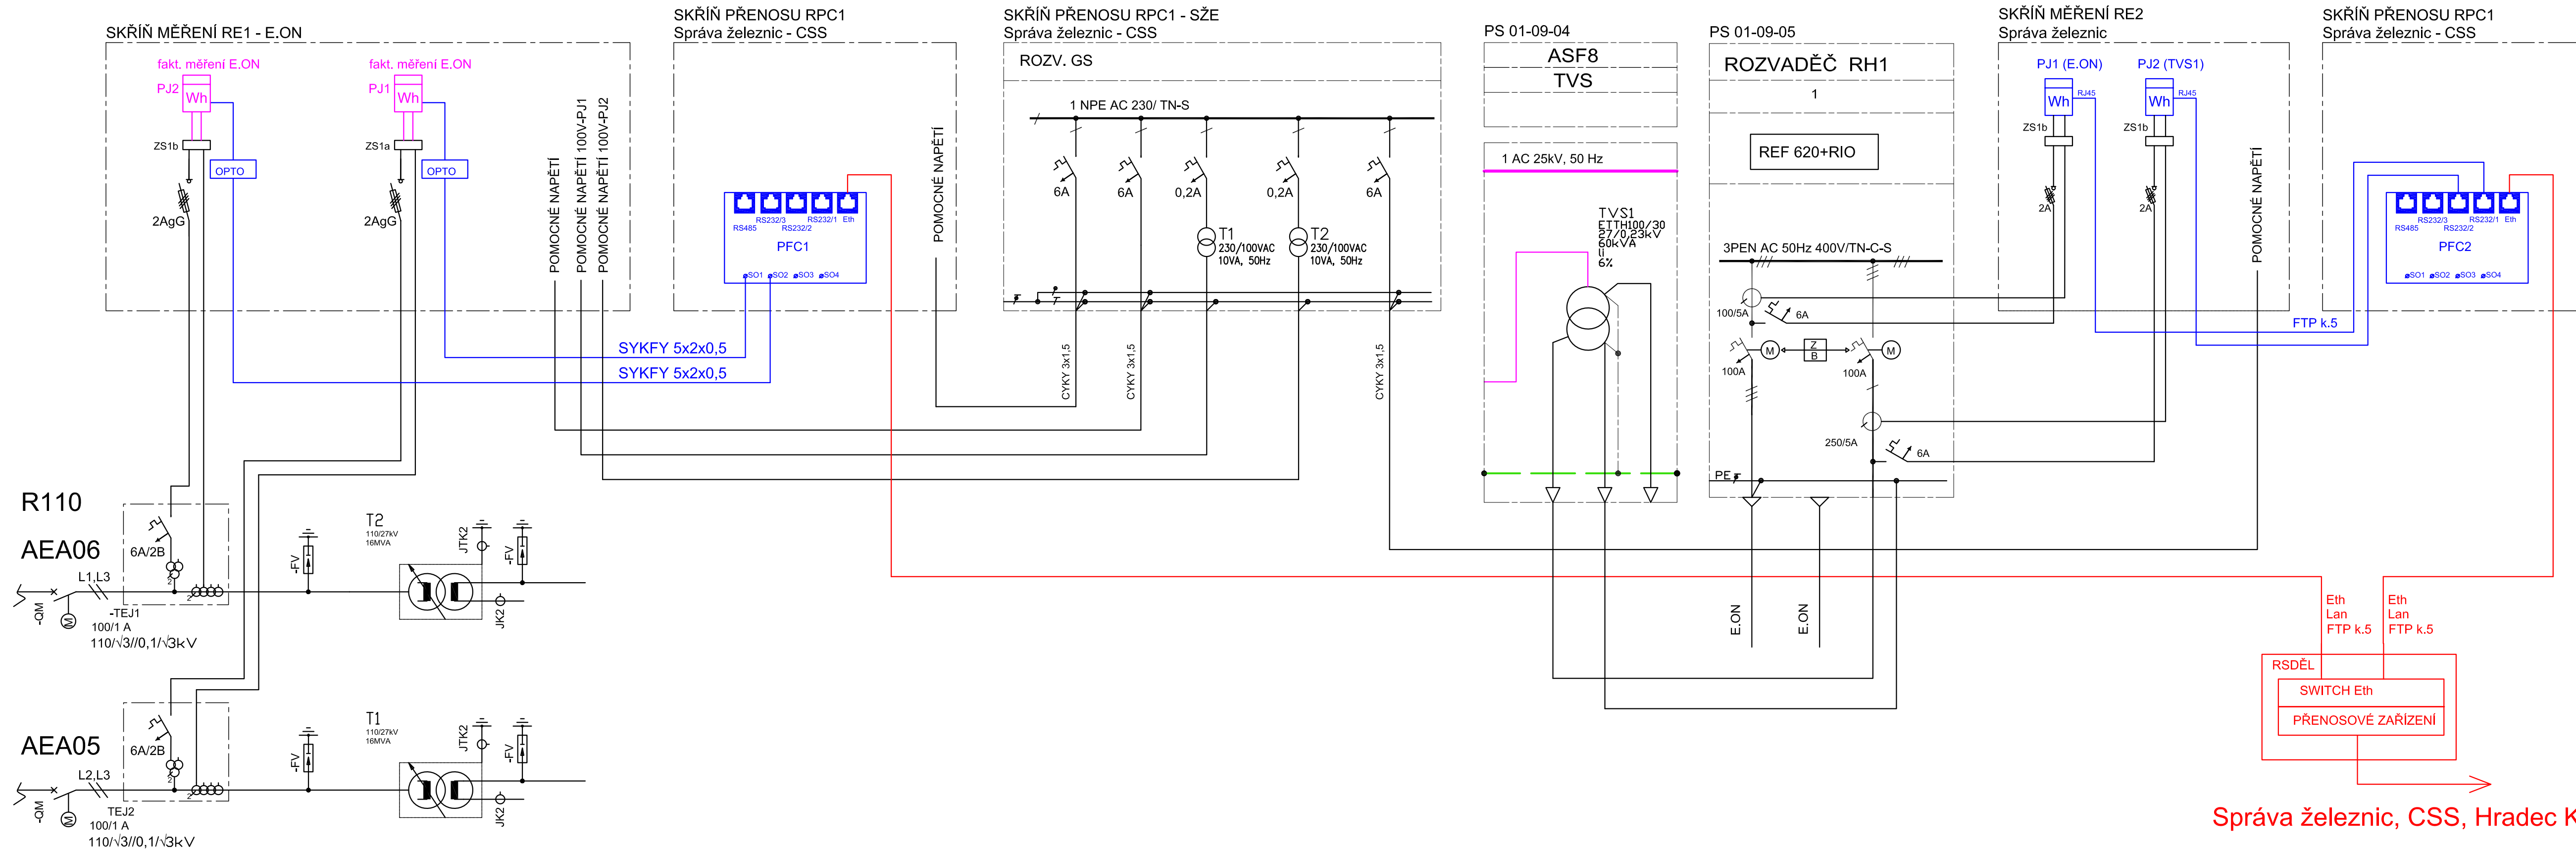 SKŘÍŇ MĚŘENÍ RE1 - E.ON
fakt. měření E.ON
PJ2
Wh
ZS1b
OPTO
2AgG
fakt. měření E.ON
PJ1
Wh
ZS1a
OPTO
2AgG
POMOCNÉ NAPĚTÍ
POMOCNÉ NAPĚTÍ 100V-PJ1
POMOCNÉ NAPĚTÍ 100V-PJ2
SYKFY 5x2x0,5
SYKFY 5x2x0,5
SKŘÍŇ PŘENOSU RPC1
Správa železnic - CSS
RS232/3
RS232/1
Eth
RS485
RS232/2
PFC1
SO1
SO2
SO3
SO4
POMOCNÉ NAPĚTÍ
SKŘÍŇ PŘENOSU RPC1 - SŽE
Správa železnic - CSS
ROZV. GS
1 NPE AC 230/ TN-S
6A
6A
0,2A
0,2A
6A
T1
230/100VAC
10VA, 50Hz
T2
230/100VAC
10VA, 50Hz
CYKY 3x1,5
CYKY 3x1,5
CYKY 3x1,5
PS 01-09-04
ASF8
TVS
1 AC 25kV, 50 Hz
TVS1
ETTH100/30
27/0,23kV
60kVA
Ii
6%
PS 01-09-05
ROZVADĚČ RH1
1
REF 620+RIO
3PEN AC 50Hz 400V/TN-C-S
100/5A
6A
M
Z
B
M
100A
100A
250/5A
6A
PE
E.ON
E.ON
SKŘÍŇ MĚŘENÍ RE2
Správa železnic
PJ1 (E.ON)
PJ2 (TVS1)
Wh
RJ45
Wh
RJ45
ZS1b
ZS1b
2A
2A
POMOCNÉ NAPĚTÍ
FTP k.5
SKŘÍŇ PŘENOSU RPC1
Správa železnic - CSS
RS232/3
RS232/1
Eth
RS485
RS232/2
PFC2
SO1
SO2
SO3
SO4
R110
AEA06
6A/2B
2
2
L1,L3
-QM
M
-TEJ1
100/1 A
110/√3//0,1/√3kV
-FV
T2
110/27kV
16MVA
JTK2
-FV
JK2
AEA05
6A/2B
2
2
L2,L3
-QM
M
TEJ2
100/1 A
110/√3//0,1/√3kV
-FV
T1
110/27kV
16MVA
JTK2
-FV
JK2
Eth
Lan
FTP k.5
Eth
Lan
FTP k.5
RSDĚL
SWITCH Eth
PŘENOSOVÉ ZAŘÍZENÍ
Správa železnic, CSS, Hradec K